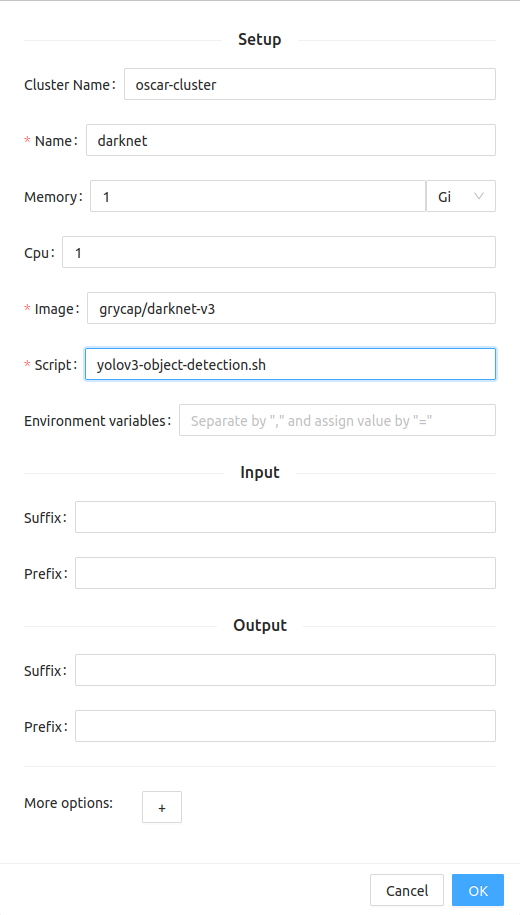 Setup
Cluster Name: oscar-cluster
* Name: darknet
Memory: 1 Gi
Cpu: 1
* Image: grycap/darknet-v3
* Script: yolov3-object-detection.sh
Environment variables: Separate by "," and assign value by "="
Input
Suffix:
Prefix:
Output
Suffix:
Prefix:
More options: +
Cancel OK